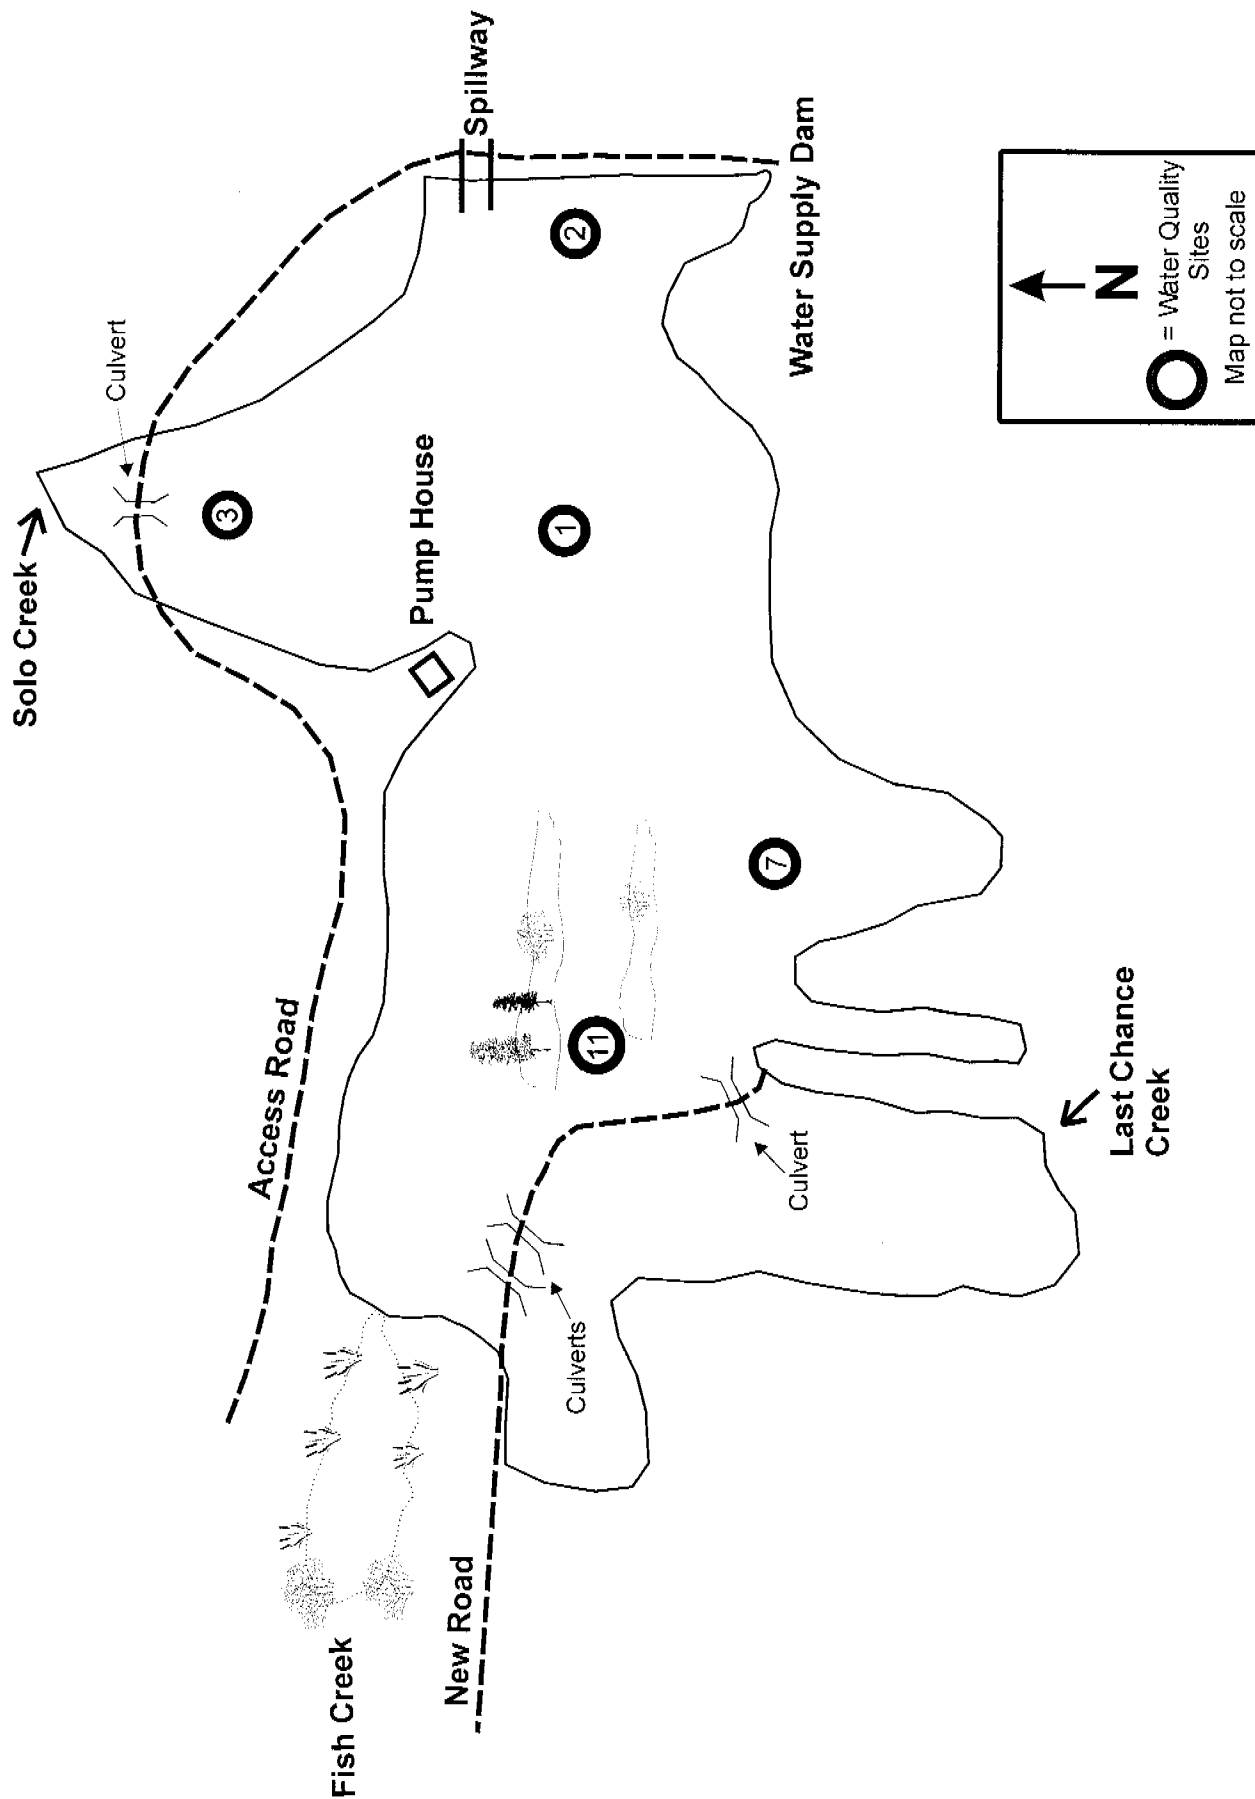 Solo Creek
Culvert
3
Spillway
Pump House
2
1
Water Supply Dam
Access Road
7
11
Fish Creek
New Road
Culverts
Culvert
Last Chance
Creek
N
= Water Quality
Sites
Map not to scale